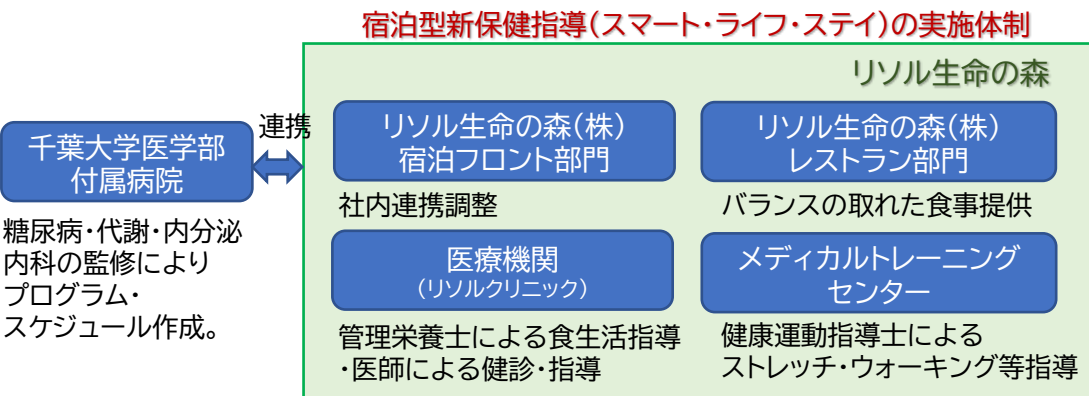 宿泊型新保健指導(スマート・ライフ・ステイ)の実施体制
リソル生命の森
千葉大学医学部
付属病院
連携
糖尿病・代謝・内分泌
内科の監修により
プログラム・
スケジュール作成。
リソル生命の森(株)
宿泊フロント部門
社内連携調整
リソル生命の森(株)
レストラン部門
バランスの取れた食事提供
医療機関
(リソルクリニック)
管理栄養士による食生活指導
・医師による健診・指導
メディカルトレーニング
センター
健康運動指導士による
ストレッチ・ウォーキング等指導